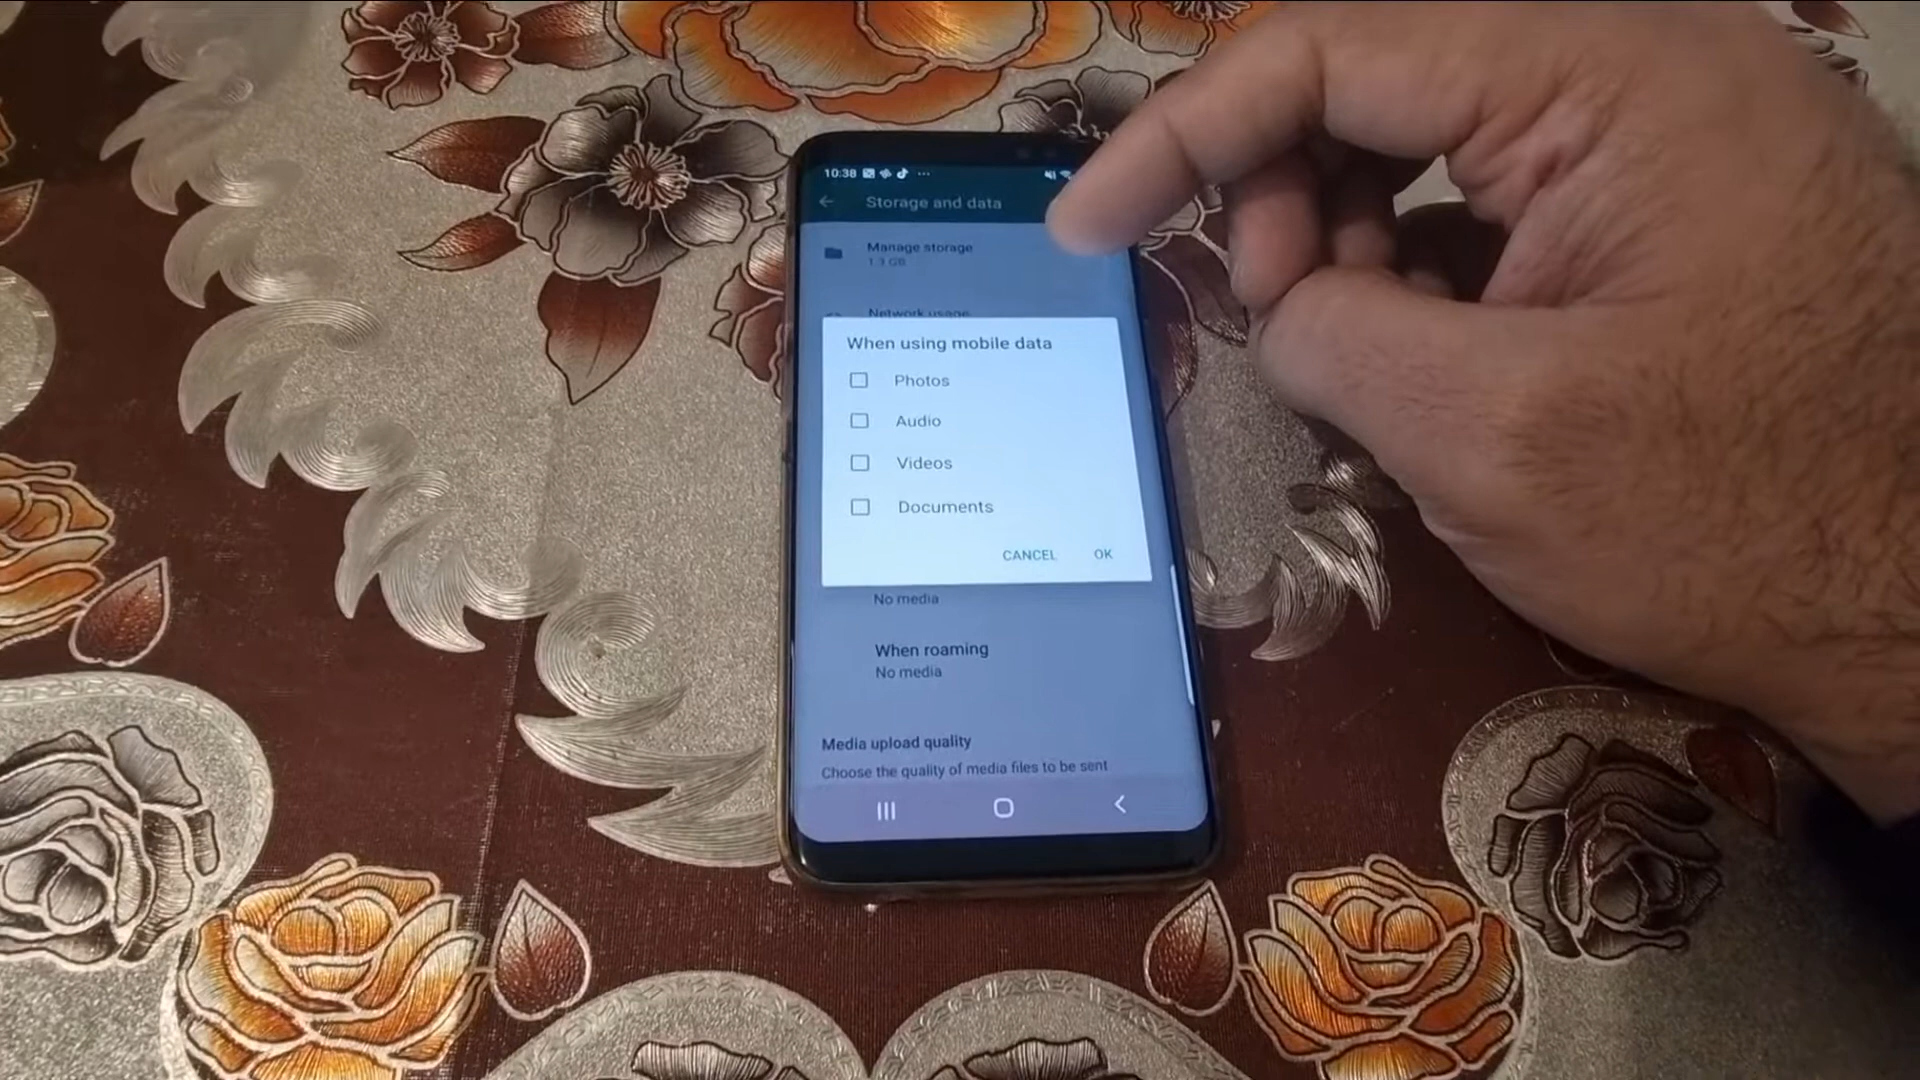 10:38
Storage and data
Manage storage
1.3 GB
Network usage
When using mobile data
Photos
Audio
Videos
Documents
CANCEL OK
No media
When roaming
No media
Media upload quality
Choose the quality of media files to be sent